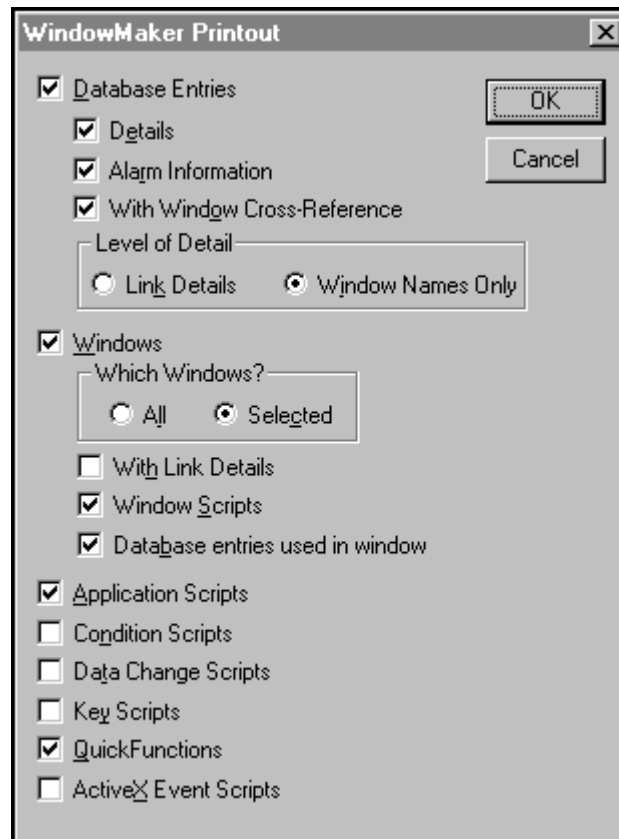 WindowMaker Printout
Database Entries
OK
Details
Cancel
Alarm Information
With Window Cross-Reference
Level of Detail
Link Details Window Names Only
Windows
Which Windows?
All Selected
With Link Details
Window Scripts
Database entries used in window
Application Scripts
Condition Scripts
Data Change Scripts
Key Scripts
QuickFunctions
ActiveX Event Scripts